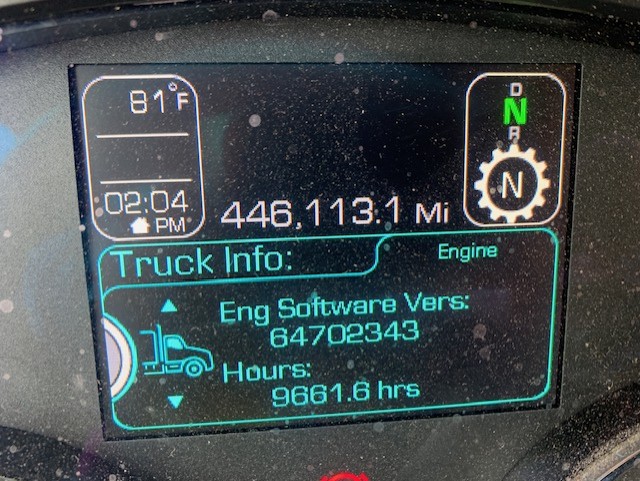 81°F
02:04
PM
446,113.1 Mi
D
N
R
N
Truck Info:
Engine
Eng Software Vers:
64702343
Hours:
9661.6 hrs